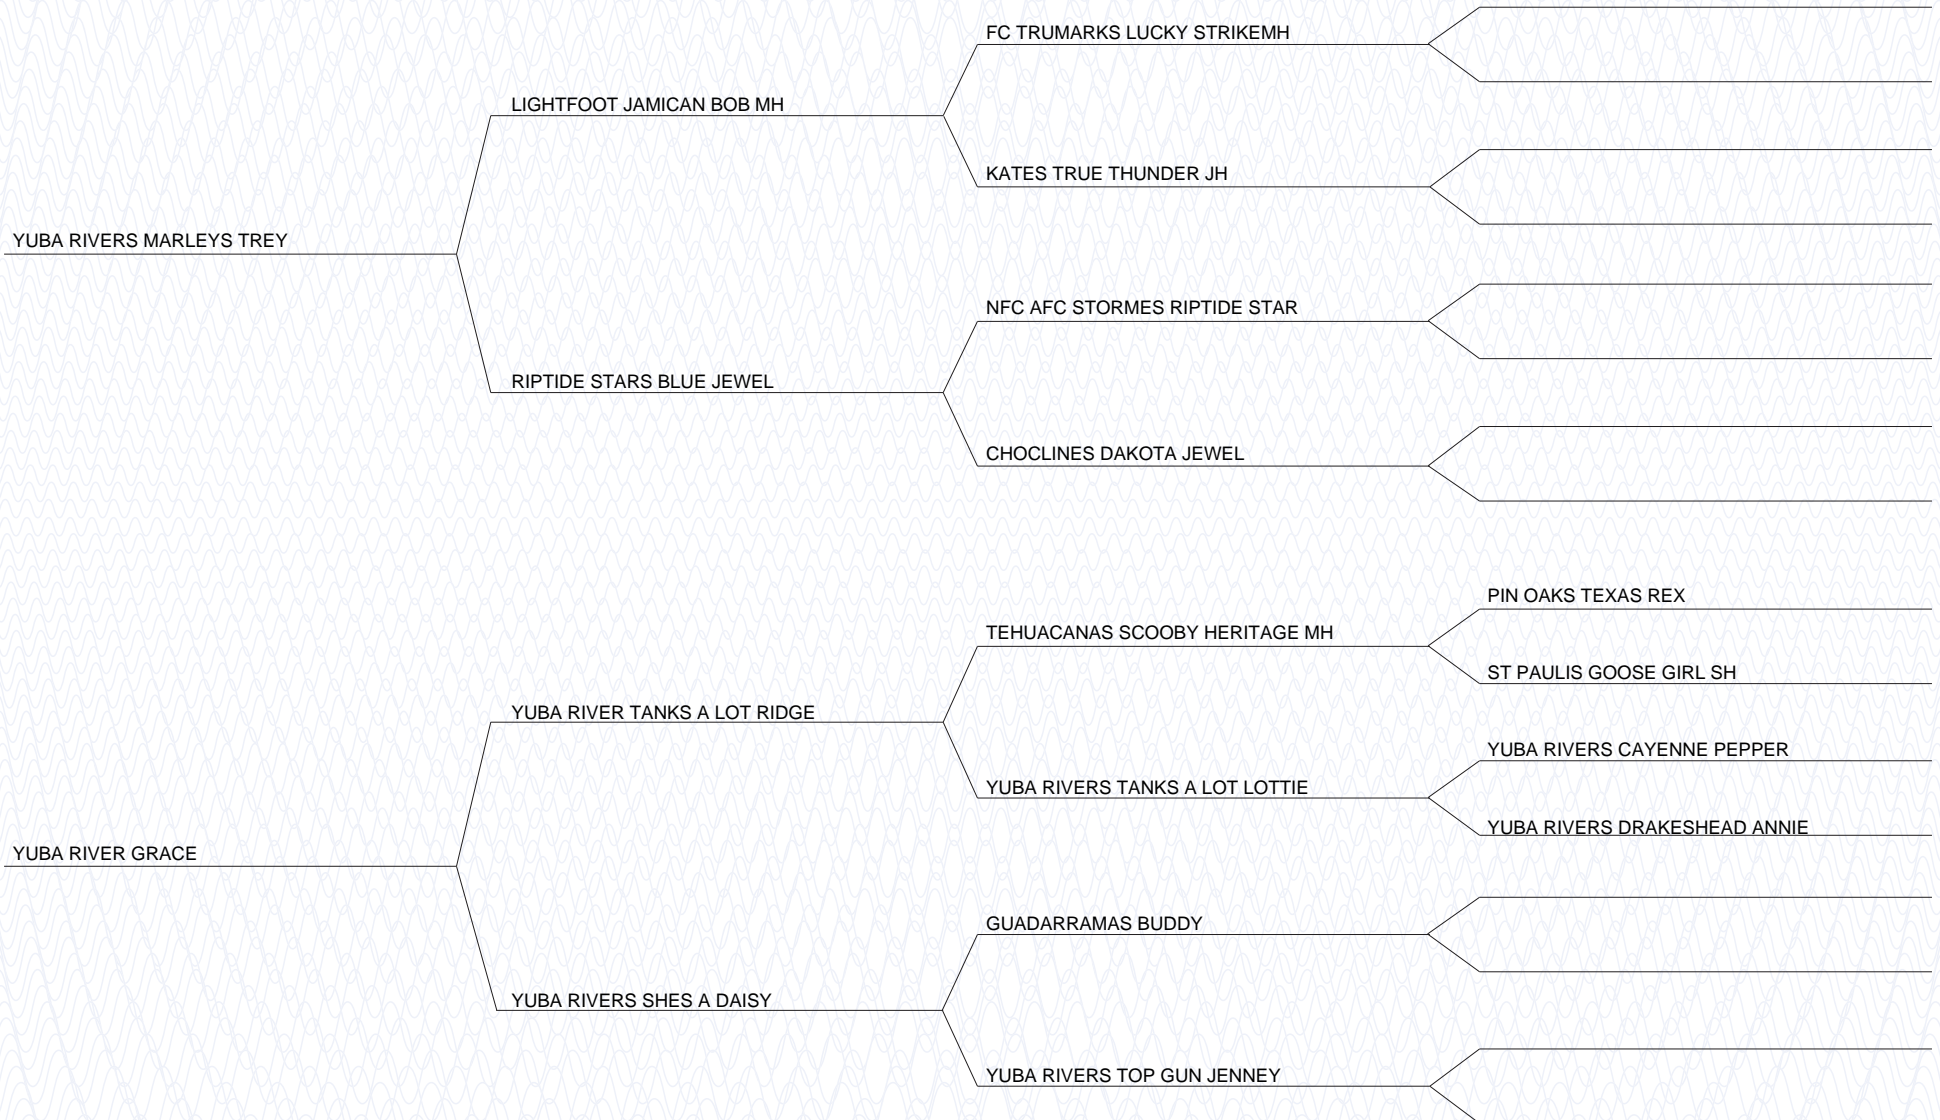 FC TRUMARKS LUCKY STRIKEMH
LIGHTFOOT JAMICAN BOB MH
KATES TRUE THUNDER JH
YUBA RIVERS MARLEYS TREY
NFC AFC STORMES RIPTIDE STAR
RIPTIDE STARS BLUE JEWEL
CHOCLINES DAKOTA JEWEL
PIN OAKS TEXAS REX
TEHUACANAS SCOOBY HERITAGE MH
ST PAULIS GOOSE GIRL SH
YUBA RIVER TANKS A LOT RIDGE
YUBA RIVERS CAYENNE PEPPER
YUBA RIVERS TANKS A LOT LOTTIE
YUBA RIVERS DRAKESHEAD ANNIE
YUBA RIVER GRACE
GUADARRAMAS BUDDY
YUBA RIVERS SHES A DAISY
YUBA RIVERS TOP GUN JENNEY